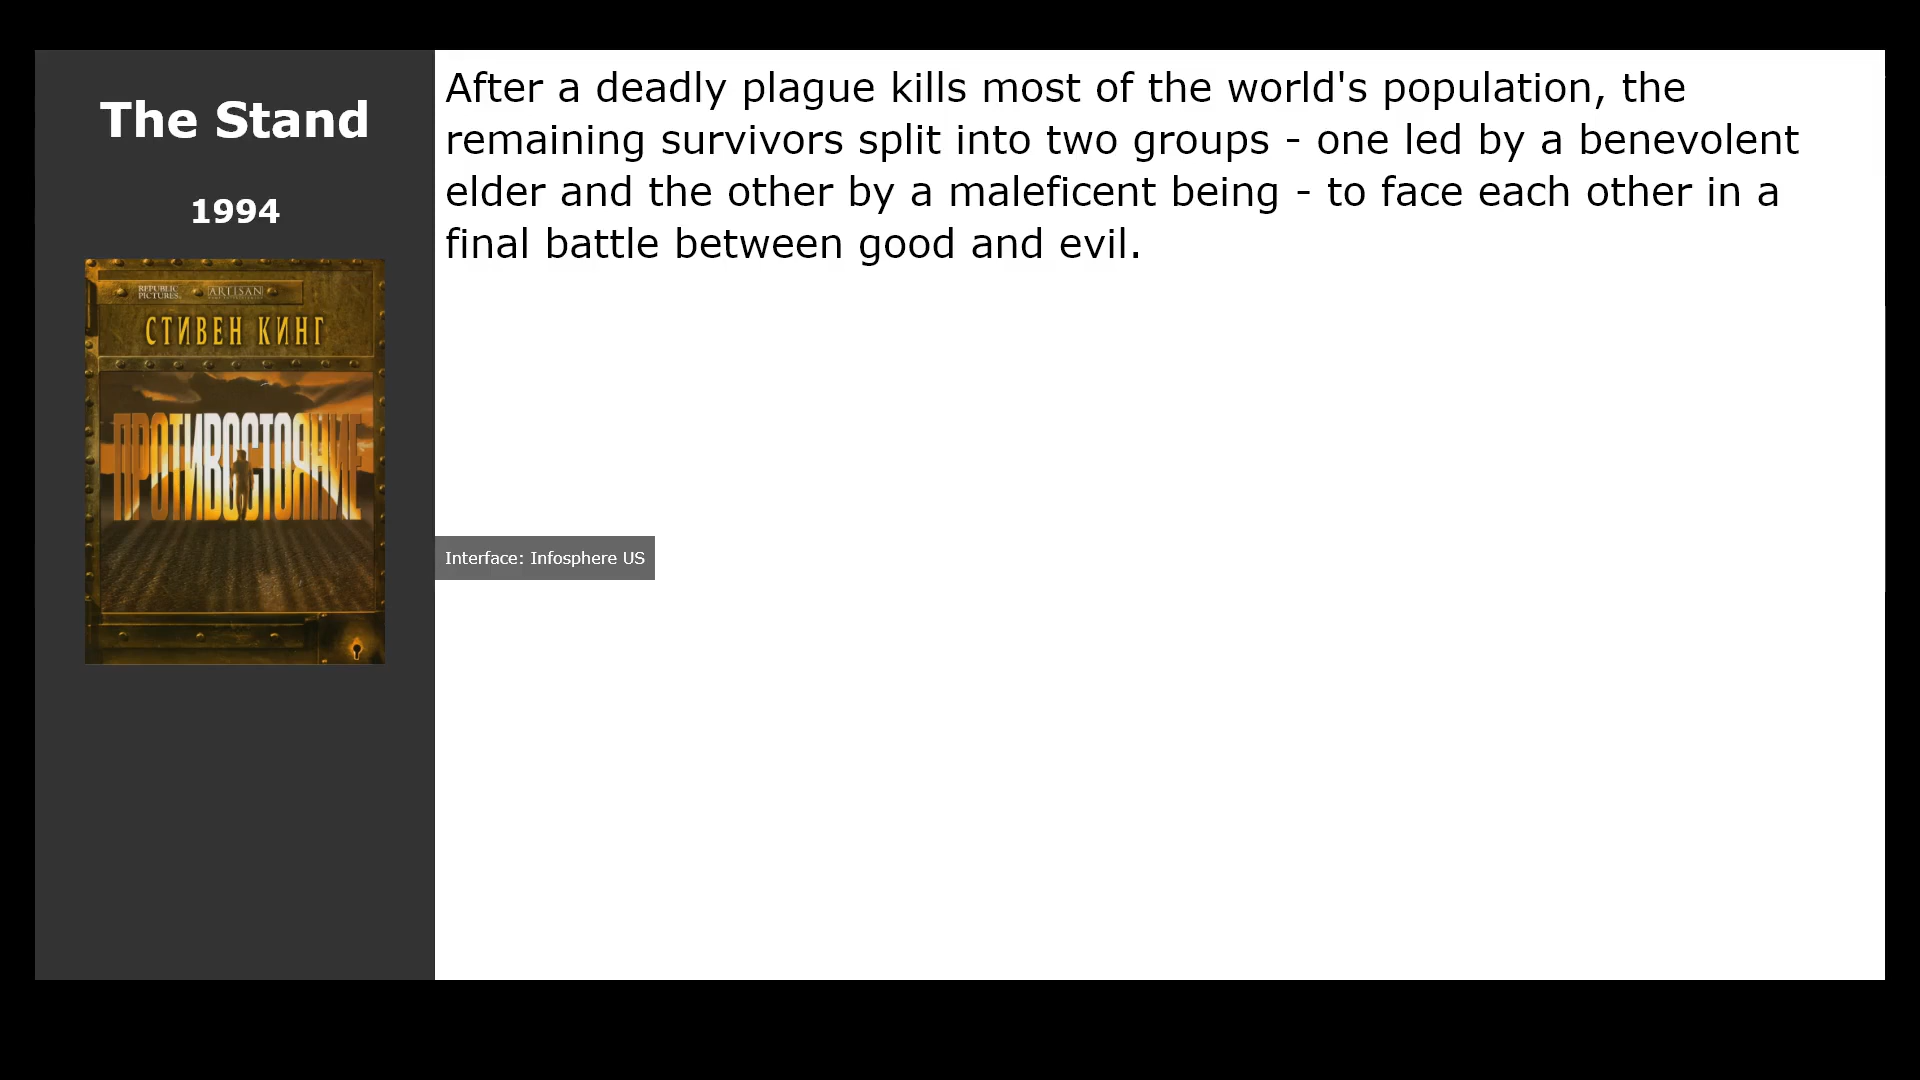 The Stand
1994
REPUBLIC
PICTURES
ARTISAN
СТИВЕН КИНГ
ПРОТИВОСТОЯНИЕ
After a deadly plague kills most of the world's population, the
remaining survivors split into two groups - one led by a benevolent
elder and the other by a maleficent being - to face each other in a
final battle between good and evil.
Interface: Infosphere US